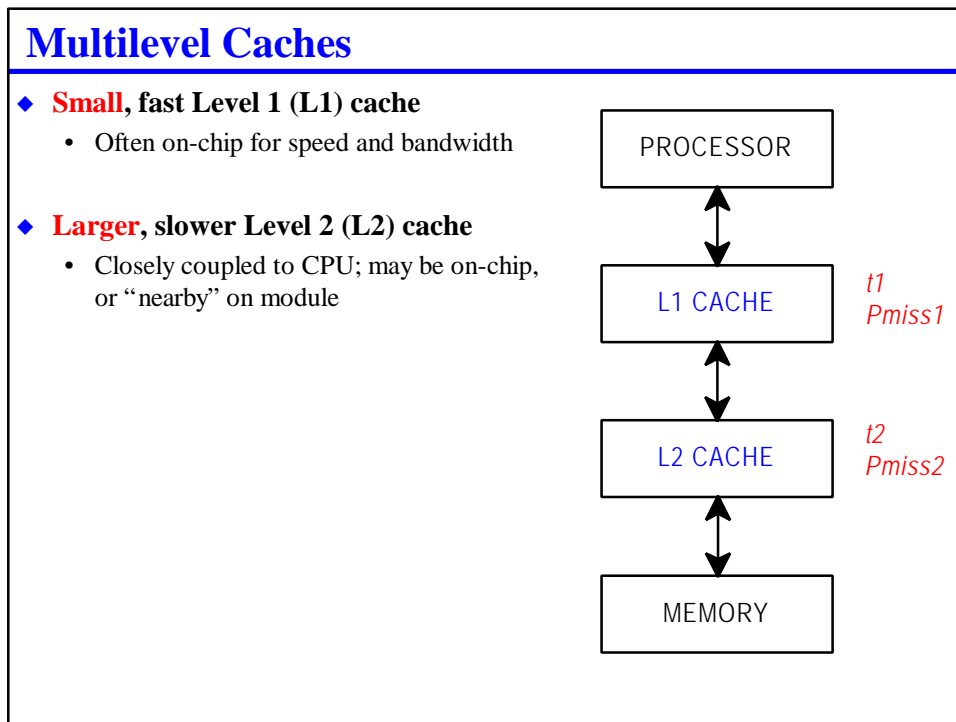 Multilevel Caches
◆ Small, fast Level 1 (L1) cache
• Often on-chip for speed and bandwidth
◆ Larger, slower Level 2 (L2) cache
• Closely coupled to CPU; may be on-chip,
or “nearby” on module
PROCESSOR
L1 CACHE
t1
Pmiss1
L2 CACHE
t2
Pmiss2
MEMORY